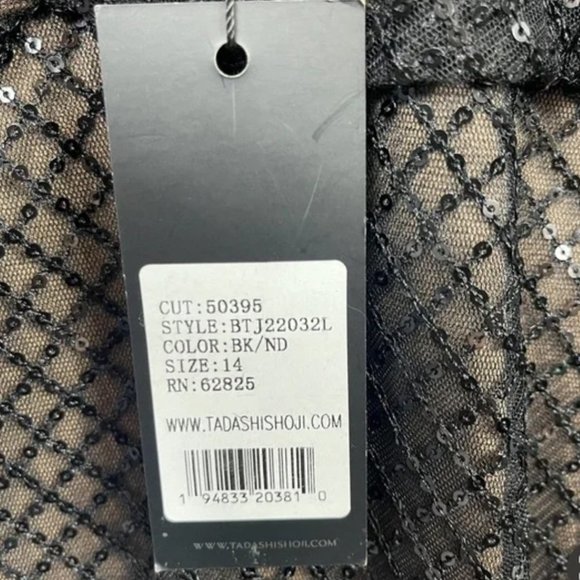 CUT:50395
STYLE:BTJ22032L
COLOR:BK/ND
SIZE:14
RN:62825
WWW.TADASHISHOJI.COM
1 94833 20381 0
WWW.TADASHISHOJI.COM